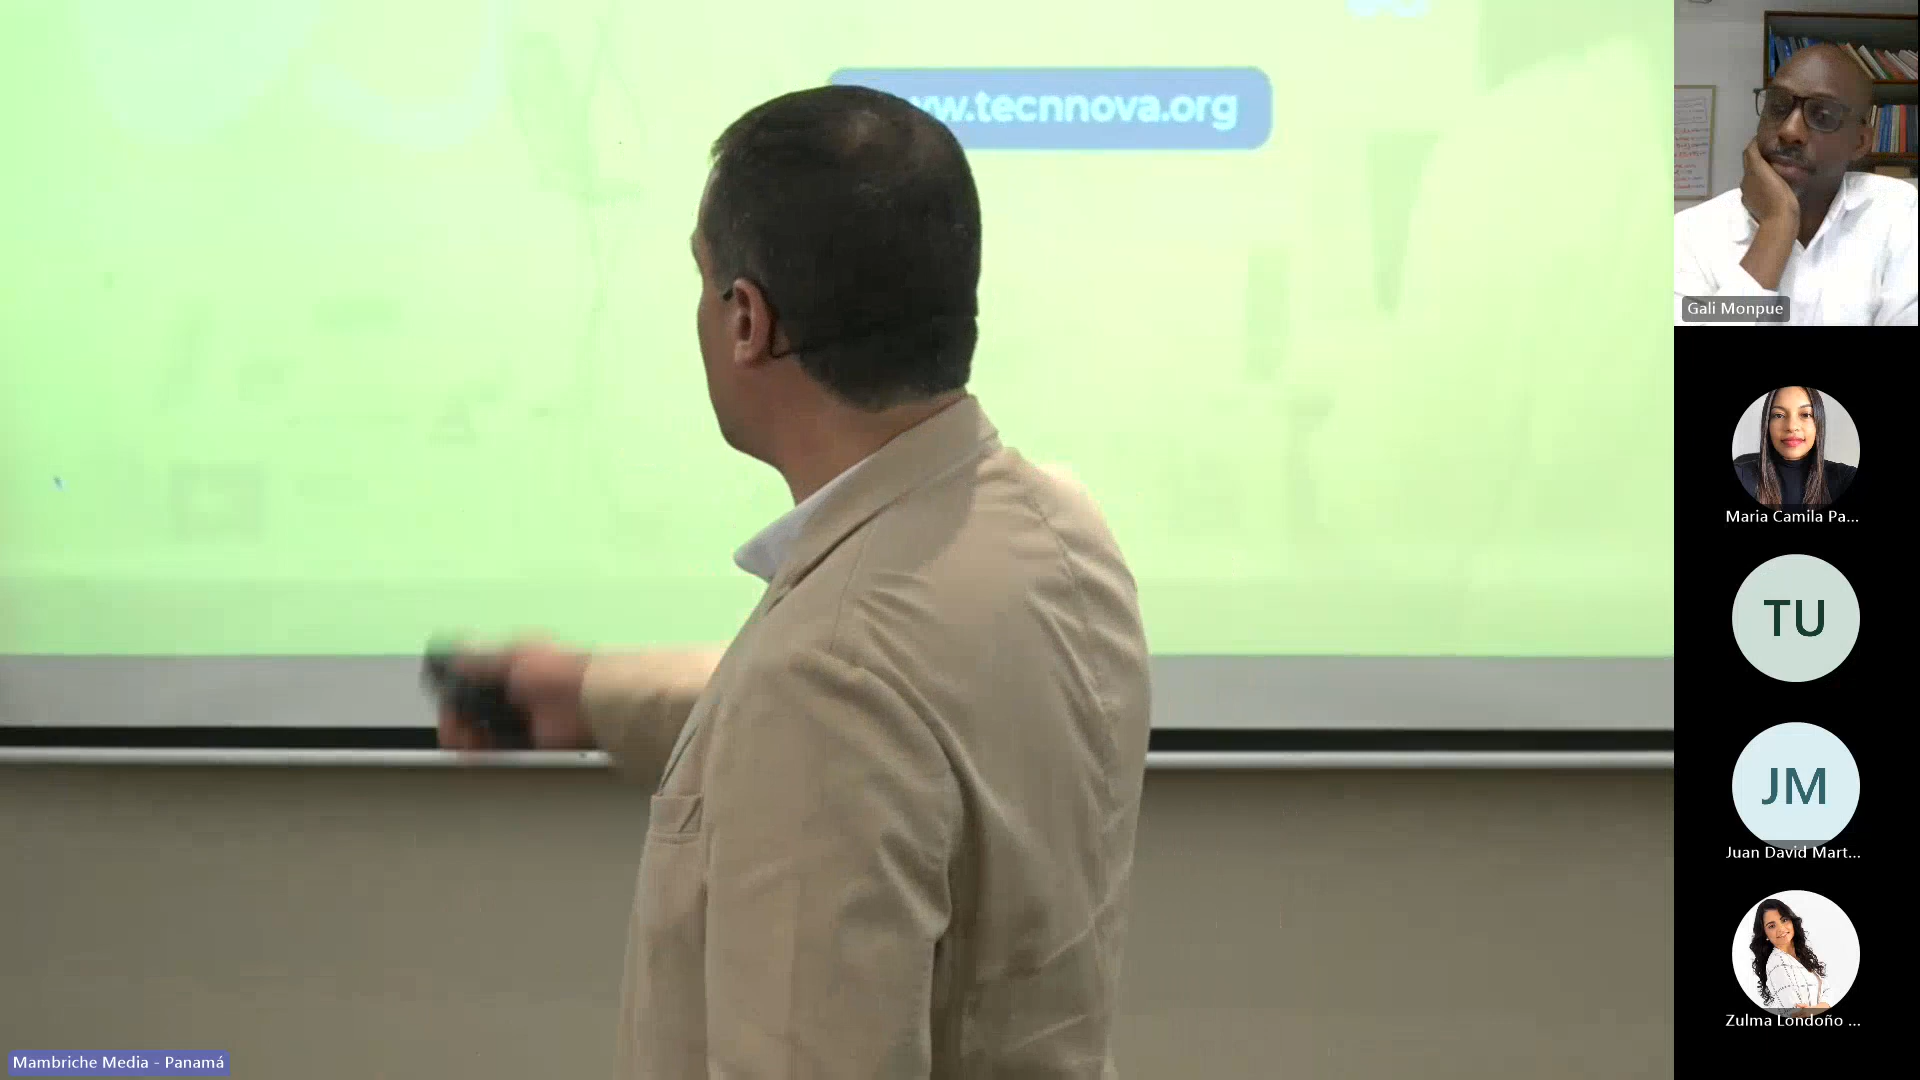 ww.tecnnova.org
Gali Monpue
Maria Camila Pa...
TU
JM
Juan David Mart...
Zulma Londoño ...
Mambriche Media - Panamá